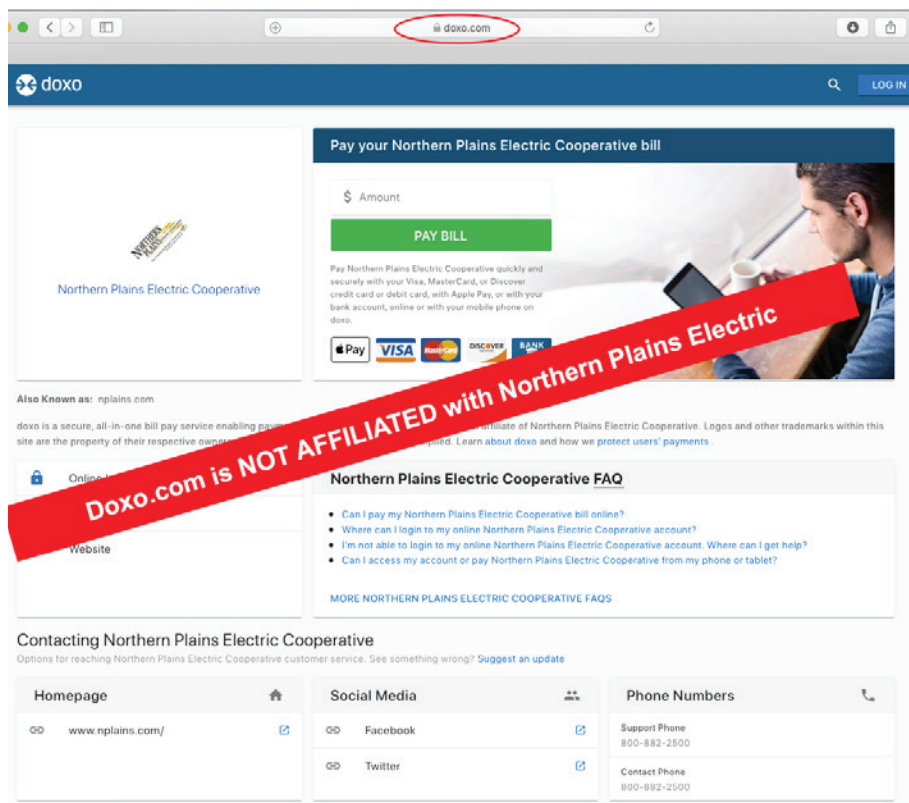 doxo.com
doxo
LOG IN
Pay your Northern Plains Electric Cooperative bill
$ Amount
PAY BILL
NORTHERN
PLAINS
Northern Plains Electric Cooperative
Pay Northern Plains Electric Cooperative quickly and
securely with your Visa, MasterCard, or Discover
credit card or debit card, with Apple Pay, or with your
bank account, online or with your mobile phone on
doxo.
Pay VISA MasterCard DISCOVER BANK
Doxo.com is NOT AFFILIATED with Northern Plains Electric
Also Known as: nplains.com
doxo is a secure, all-in-one bill pay service enabling affiliate of Northern Plains Electric Cooperative. Logos and other trademarks within this
site are the property of their respective Learn about doxo and how we protect users' payments .
Online
Website
Northern Plains Electric Cooperative FAQ
• Can I pay my Northern Plains Electric Cooperative bill online?
• Where can I login to my online Northern Plains Electric Cooperative account?
• I'm not able to login to my online Northern Plains Electric Cooperative account. Where can I get help?
• Can I access my account or pay Northern Plains Electric Cooperative from my phone or tablet?
MORE NORTHERN PLAINS ELECTRIC COOPERATIVE FAQS
Contacting Northern Plains Electric Cooperative
Options for reaching Northern Plains Electric Cooperative customer service. See something wrong? Suggest an update
Homepage
www.nplains.com/
Social Media
Facebook
Twitter
Phone Numbers
Support Phone
800-882-2500
Contact Phone
800-882-2500